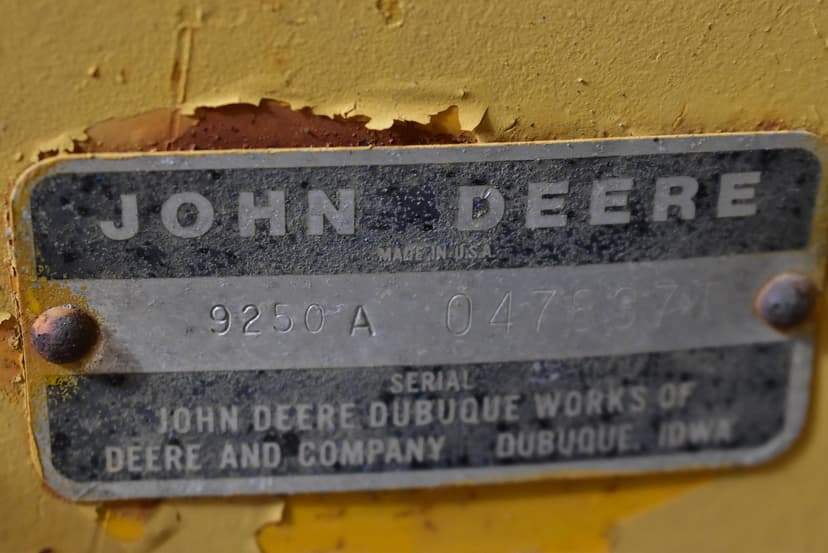 JOHN DEERE
MADE IN U.S.A.
9250 A
SERIAL
JOHN DEERE DUBUQUE WORKS OF
DEERE AND COMPANY DUBUQUE, IOWA